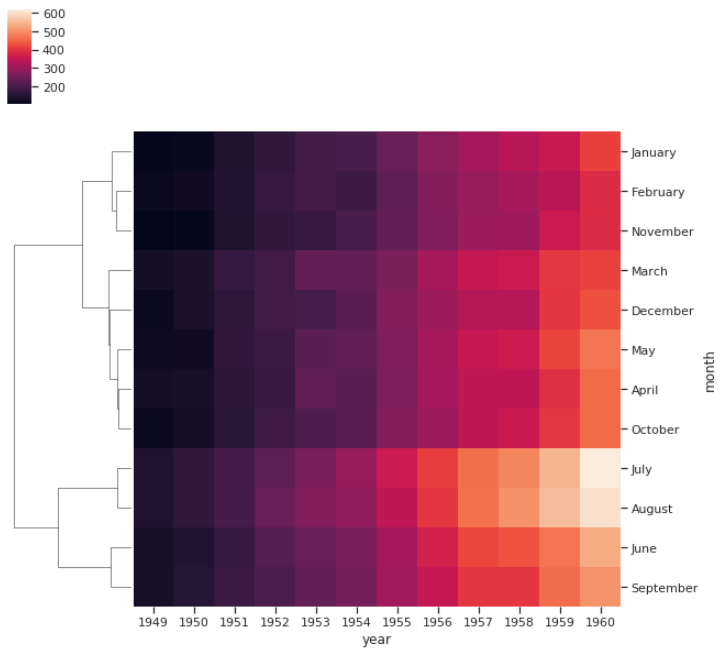 600
500
400
300
200
January
February
November
March
December
May
April
October
July
August
June
September
month
1949 1950 1951 1952 1953 1954 1955 1956 1957 1958 1959 1960
year